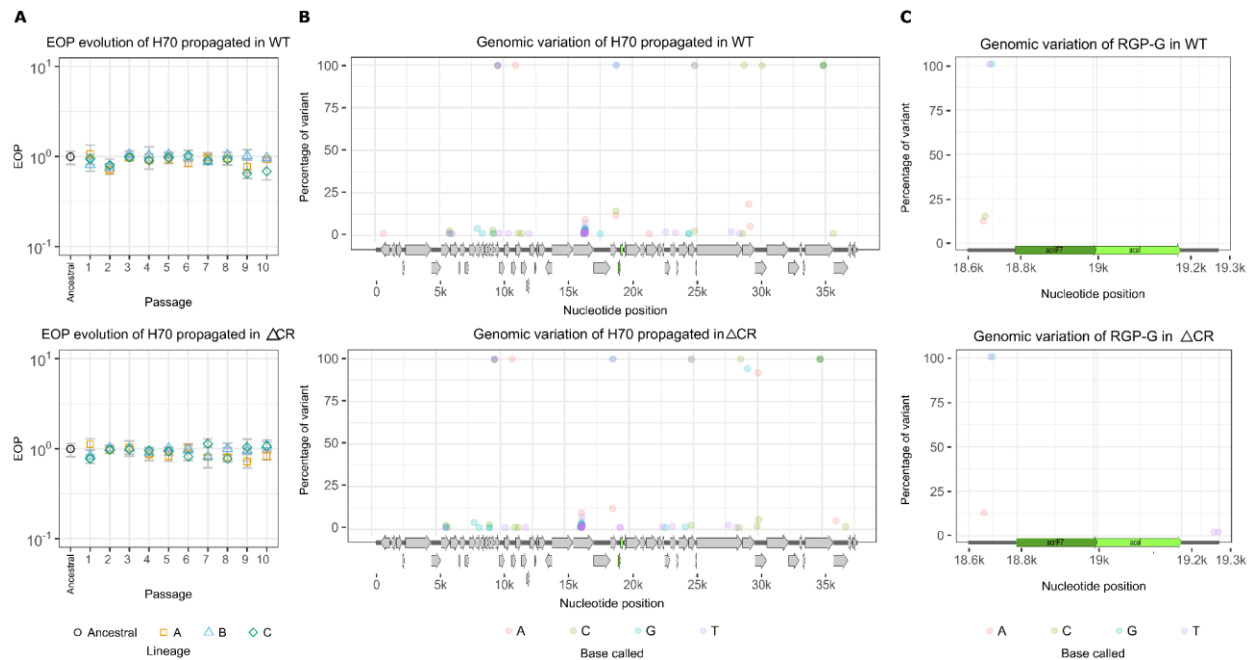 A
B
C
EOP evolution of H70 propagated in WT
Genomic variation of H70 propagated in WT
Genomic variation of RGP-G in WT
EOP
10¹
10⁰
10⁻¹
Ancestral
1 2 3 4 5 6 7 8 9 10
Passage
Percentage of variant
100
75
50
25
0
0 5k 10k 15k 20k 25k 30k 35k
Nucleotide position
Percentage of variant
100
75
50
25
0
acrIF7
acaI
18.6k 18.8k 19k 19.2k 19.3k
Nucleotide position
EOP evolution of H70 propagated in △CR
Genomic variation of H70 propagated in△CR
Genomic variation of RGP-G in △CR
EOP
10¹
10⁰
10⁻¹
Ancestral
1 2 3 4 5 6 7 8 9 10
Passage
Percentage of variant
100
75
50
25
0
0 5k 10k 15k 20k 25k 30k 35k
Nucleotide position
Percentage of variant
100
75
50
25
0
acrIF7
acaI
18.6k 18.8k 19k 19.2k 19.3k
Nucleotide position
Ancestral A B C
Lineage
A C G T
Base called
A C G T
Base called